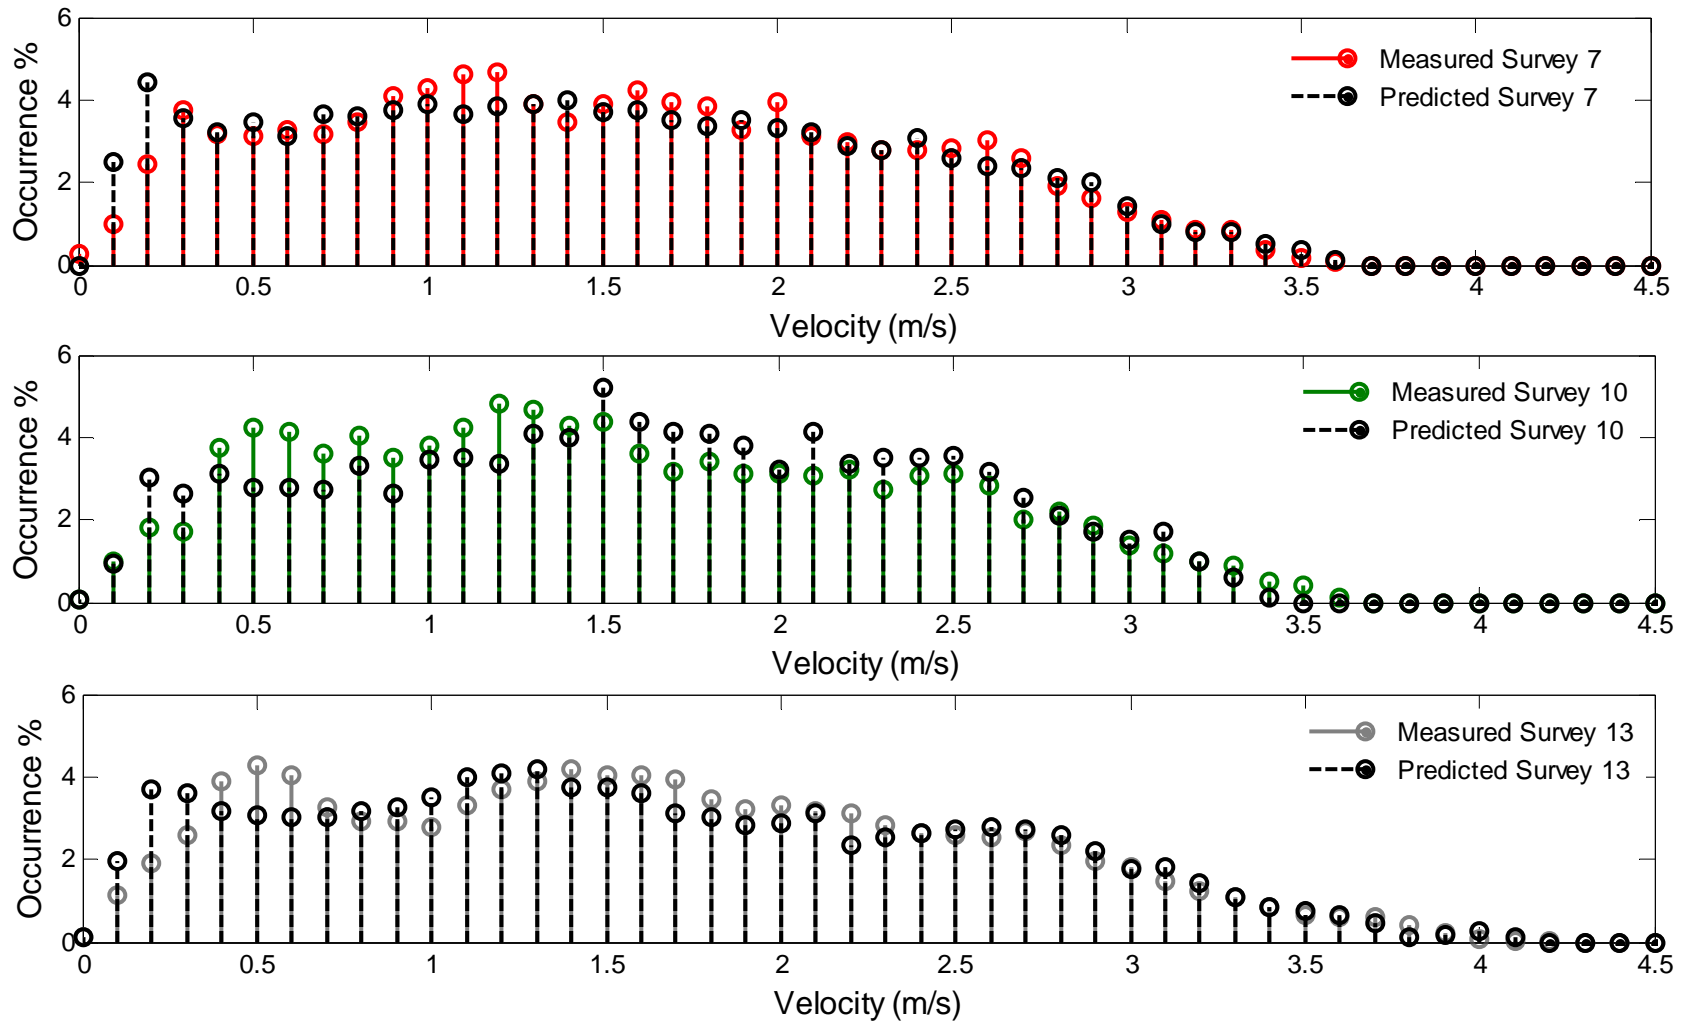 Occurrence %
6
4
2
0
Measured Survey 7
Predicted Survey 7
0 0.5 1 1.5 2 2.5 3 3.5 4 4.5
Velocity (m/s)
Occurrence %
6
4
2
0
Measured Survey 10
Predicted Survey 10
0 0.5 1 1.5 2 2.5 3 3.5 4 4.5
Velocity (m/s)
Occurrence %
6
4
2
0
Measured Survey 13
Predicted Survey 13
0 0.5 1 1.5 2 2.5 3 3.5 4 4.5
Velocity (m/s)